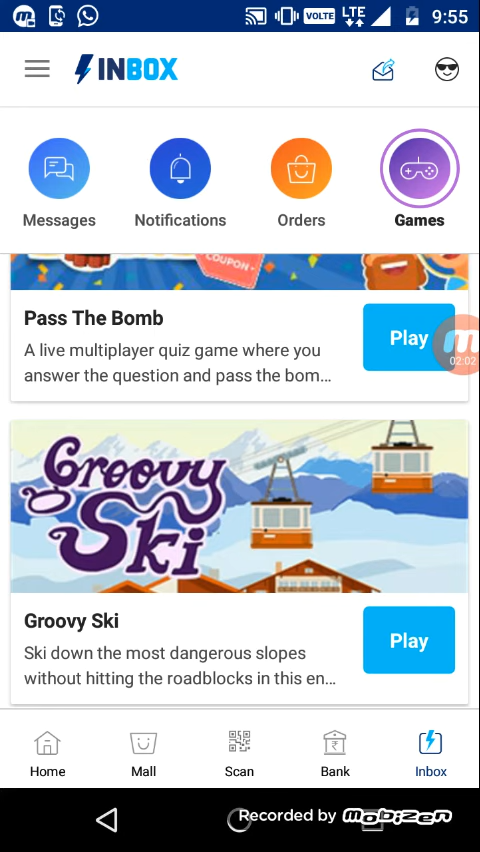 VOLTE LTE 9:55
INBOX
Messages Notifications Orders Games
COUPON
Pass The Bomb
A live multiplayer quiz game where you
answer the question and pass the bom...
Play
02:02
Groovy
Ski
Groovy Ski
Ski down the most dangerous slopes
without hitting the roadblocks in this en...
Play
Home Mall Scan Bank Inbox
Recorded by Mobizen